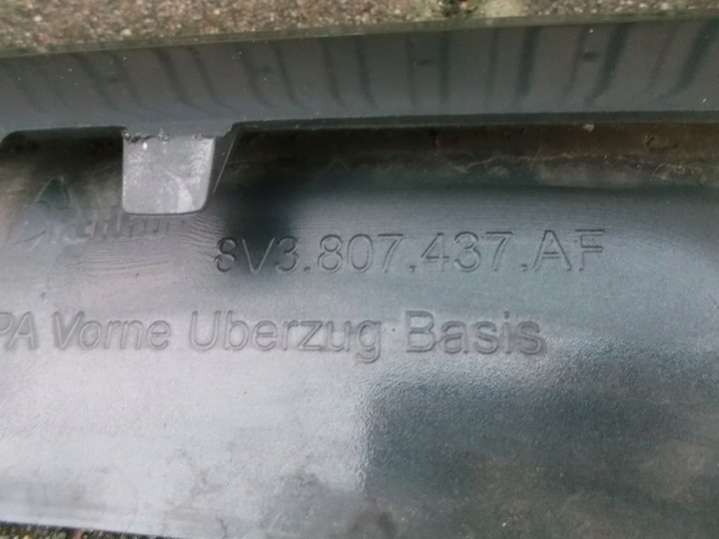 8V3.807.437.AF
PA Vorne Uberzug Basis